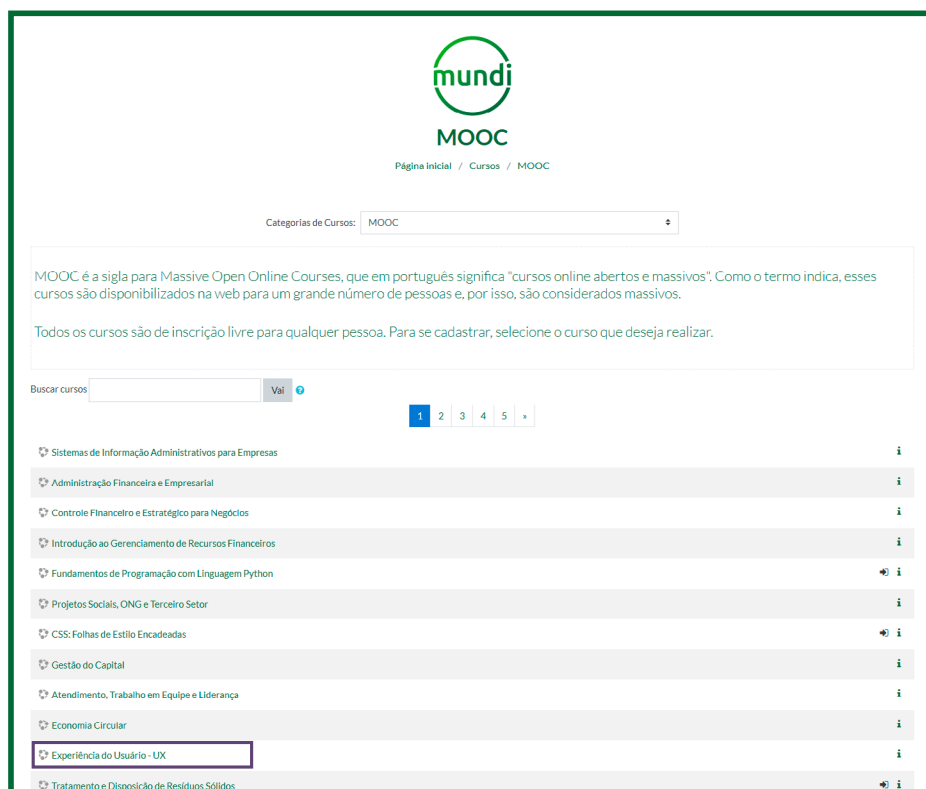 mundi
MOOC
Página inicial / Cursos / MOOC
Categorias de Cursos: MOOC
MOOC é a sigla para Massive Open Online Courses, que em português significa "cursos online abertos e massivos". Como o termo indica, esses
cursos são disponibilizados na web para um grande número de pessoas e, por isso, são considerados massivos.
Todos os cursos são de inscrição livre para qualquer pessoa. Para se cadastrar, selecione o curso que deseja realizar.
Buscar cursos Vai
1 2 3 4 5 »
Sistemas de Informação Administrativos para Empresas
Administração Financeira e Empresarial
Controle Financeiro e Estratégico para Negócios
Introdução ao Gerenciamento de Recursos Financeiros
Fundamentos de Programação com Linguagem Python
Projetos Sociais, ONG e Terceiro Setor
CSS: Folhas de Estilo Encadeadas
Gestão do Capital
Atendimento, Trabalho em Equipe e Liderança
Economia Circular
Experiência do Usuário - UX
Tratamento e Disposição de Resíduos Sólidos